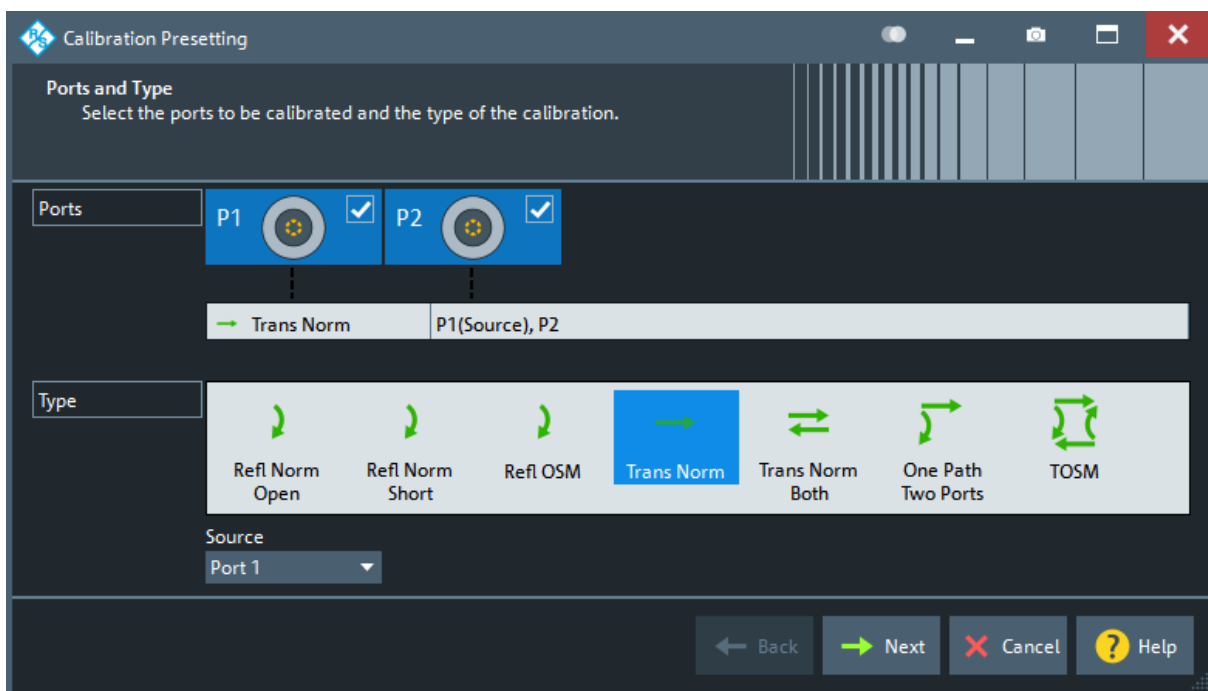 R&S Calibration Presetting
Ports and Type
Select the ports to be calibrated and the type of the calibration.
Ports
P1
P2
Trans Norm
P1(Source), P2
Type
Refl Norm
Open
Refl Norm
Short
Refl OSM
Trans Norm
Trans Norm
Both
One Path
Two Ports
TOSM
Source
Port 1
Back
Next
Cancel
? Help